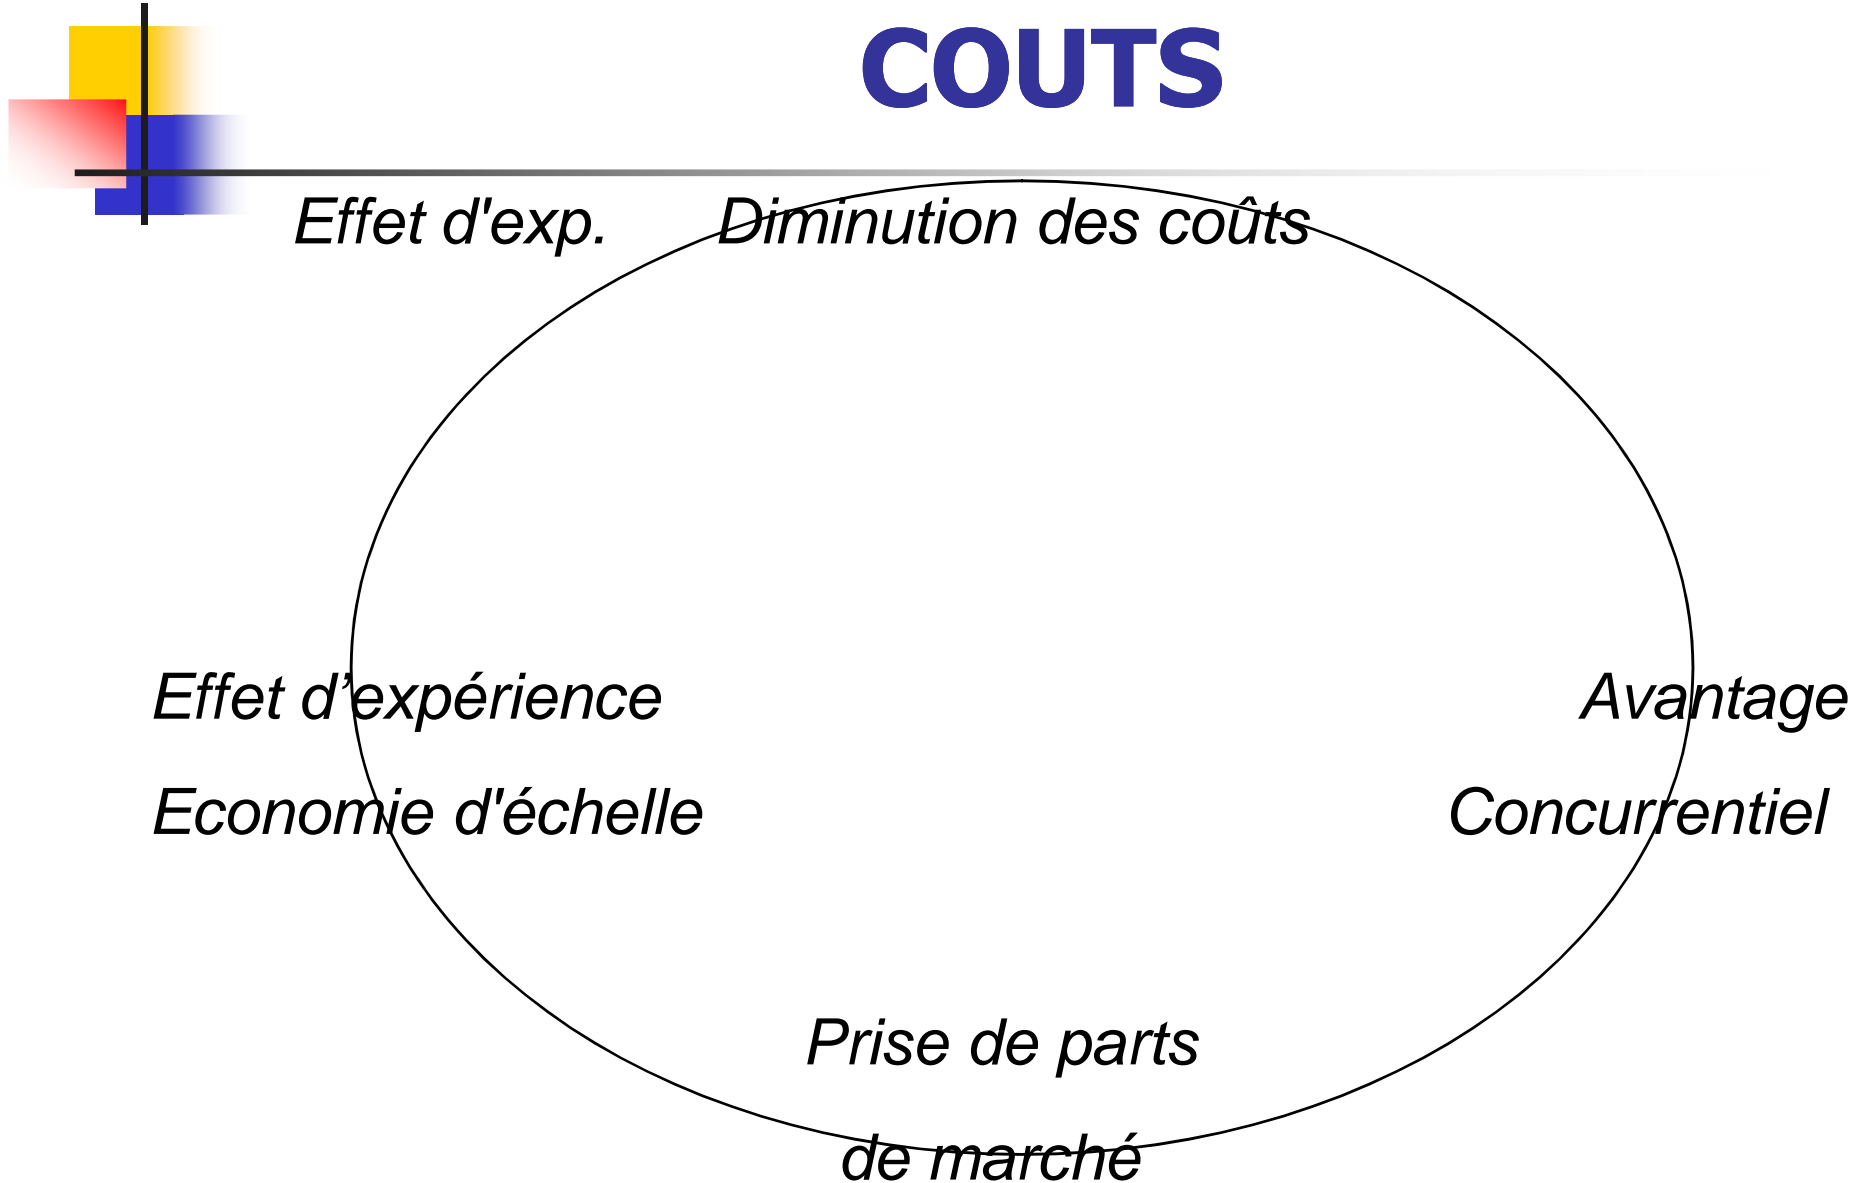 COUTS
Effet d'exp. Diminution des coûts
Effet d’expérience Avantage
Economie d'échelle Concurrentiel
Prise de parts
de marché